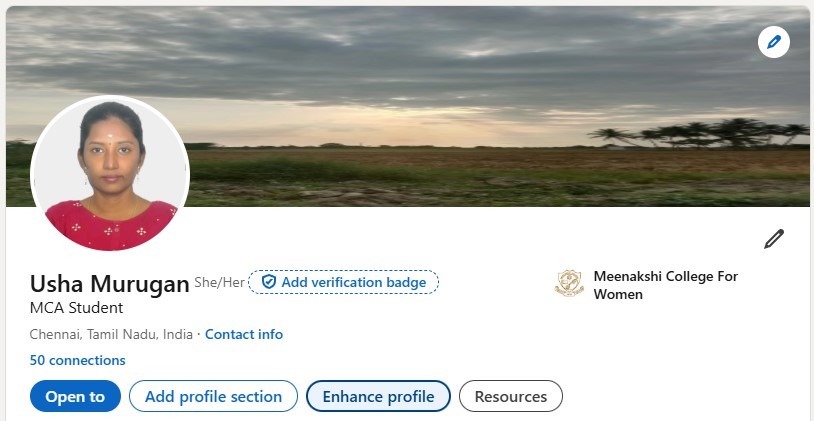 Usha Murugan She/Her Add verification badge
MCA Student
Chennai, Tamil Nadu, India · Contact info
50 connections
Open to Add profile section Enhance profile Resources
Meenakshi College For
Women